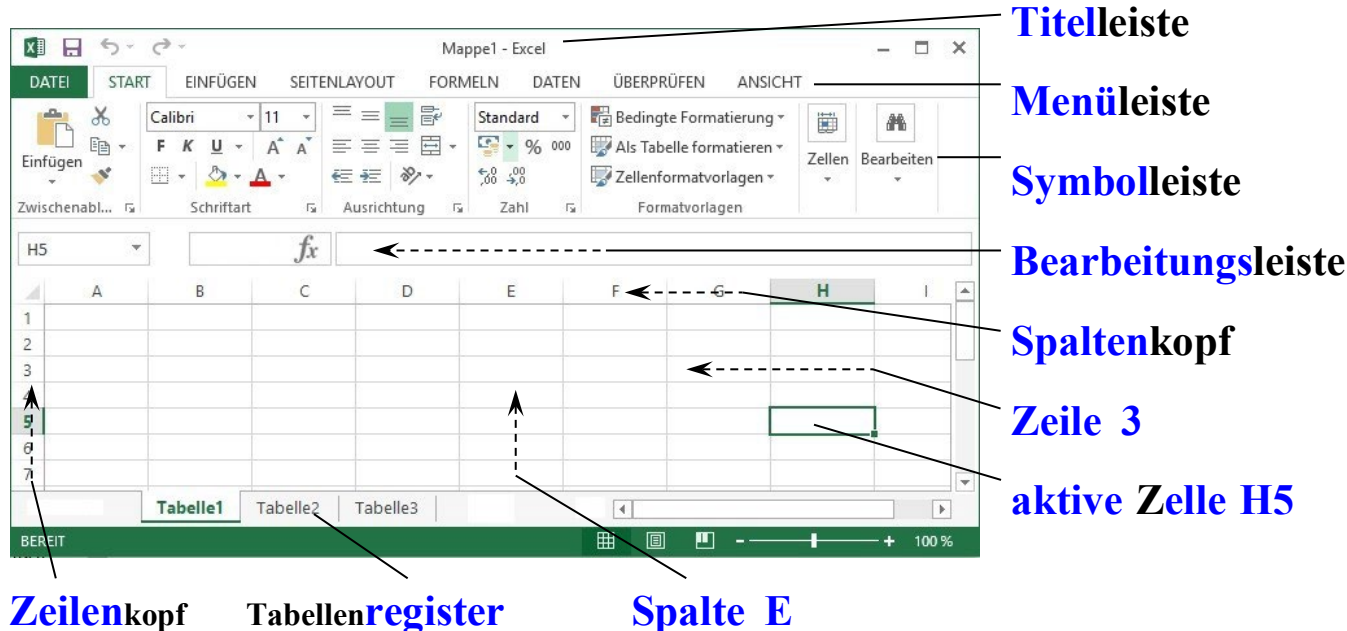 Titelleiste
Mappe1 - Excel
DATEI START EINFÜGEN SEITENLAYOUT FORMELN DATEN ÜBERPRÜFEN ANSICHT
Menüleiste
Calibri 11 Standard Bedingte Formatierung
F K U A A % 000 Als Tabelle formatieren
Einfügen Zellen Bearbeiten
A ,00 ,0 Zellenformatvorlagen
Symbolleiste
Zwischenabl... Schriftart Ausrichtung Zahl Formatvorlagen
H5 fx
Bearbeitungsleiste
A B C D E F G H I
1
2
Spaltenkopf
3
4
5
Zeile 3
6
7
aktive Zelle H5
Tabelle1 Tabelle2 Tabelle3
BEREIT - + 100 %
Zeilenkopf Tabellenregister Spalte E